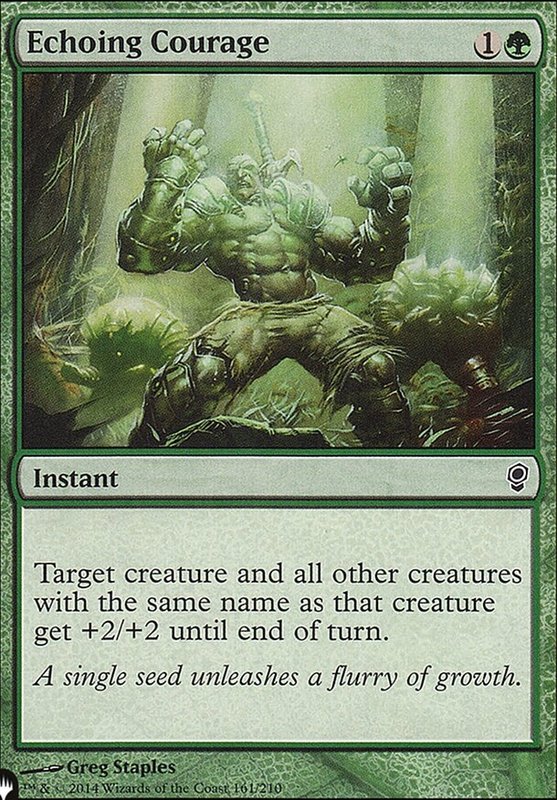 Echoing Courage 1
Instant
Target creature and all other creatures
with the same name as that creature
get +2/+2 until end of turn.
A single seed unleashes a flurry of growth.
Greg Staples
& 2014 Wizards of the Coast 161/210